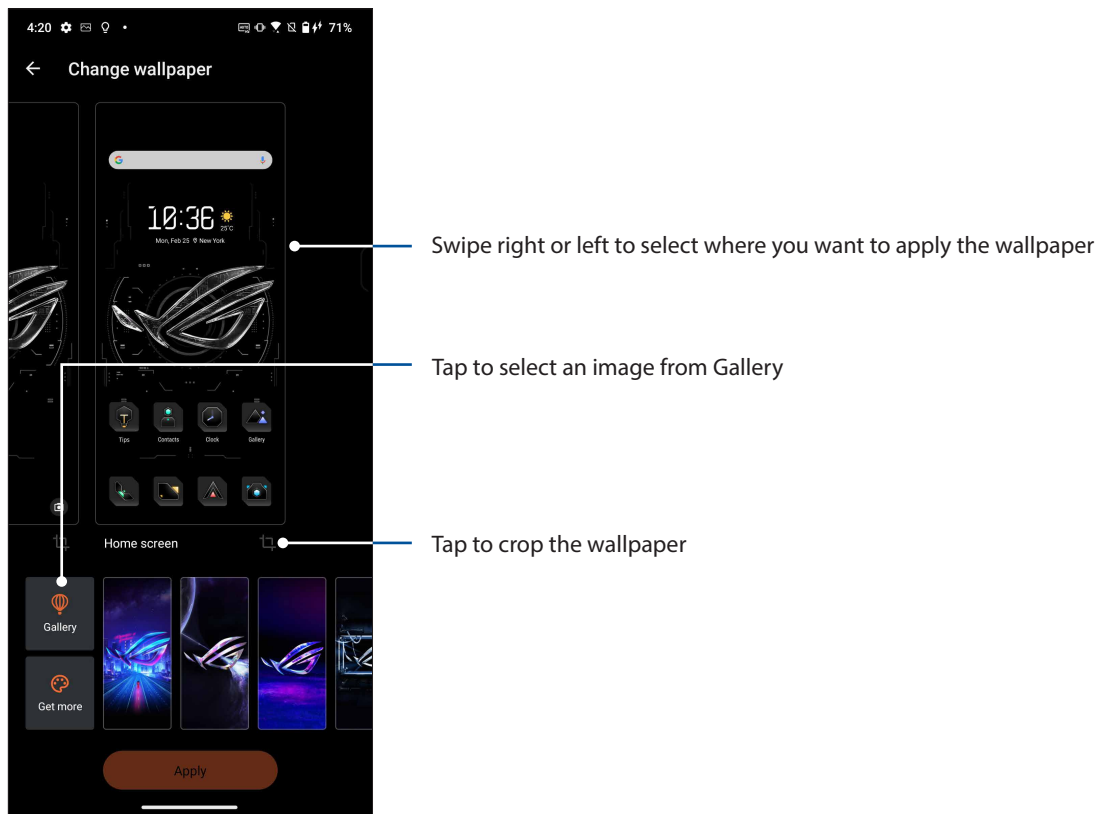 4:20 71%
Change wallpaper
10:36
25°C
Mon, Feb 25 New York
Swipe right or left to select where you want to apply the wallpaper
Tap to select an image from Gallery
Tips Contacts Clock Gallery
Home screen
Tap to crop the wallpaper
Gallery
Get more
Apply